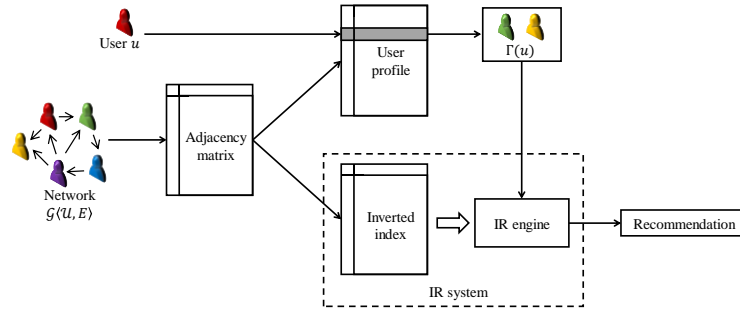 User u
User
profile
Γ(u)
Adjacency
matrix
Network
𝒢⟨𝒰, E⟩
Inverted
index
IR engine
Recommendation
IR system